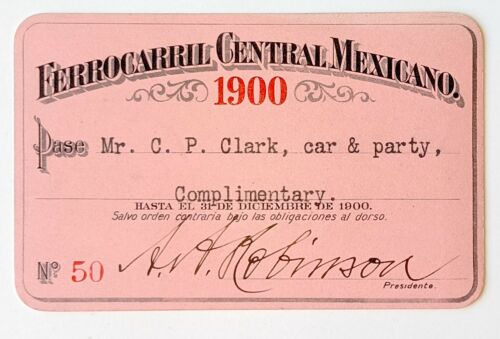 FERROCARRIL CENTRAL MEXICANO.
1900
Pase Mr. C. P. Clark, car & party,
Complimentary.
HASTA EL 31 DE DICIEMBRE DE 1900.
Salvo orden contraria bajo las obligaciones al dorso.
Nº 50 A. A. Robinson
Presidente.